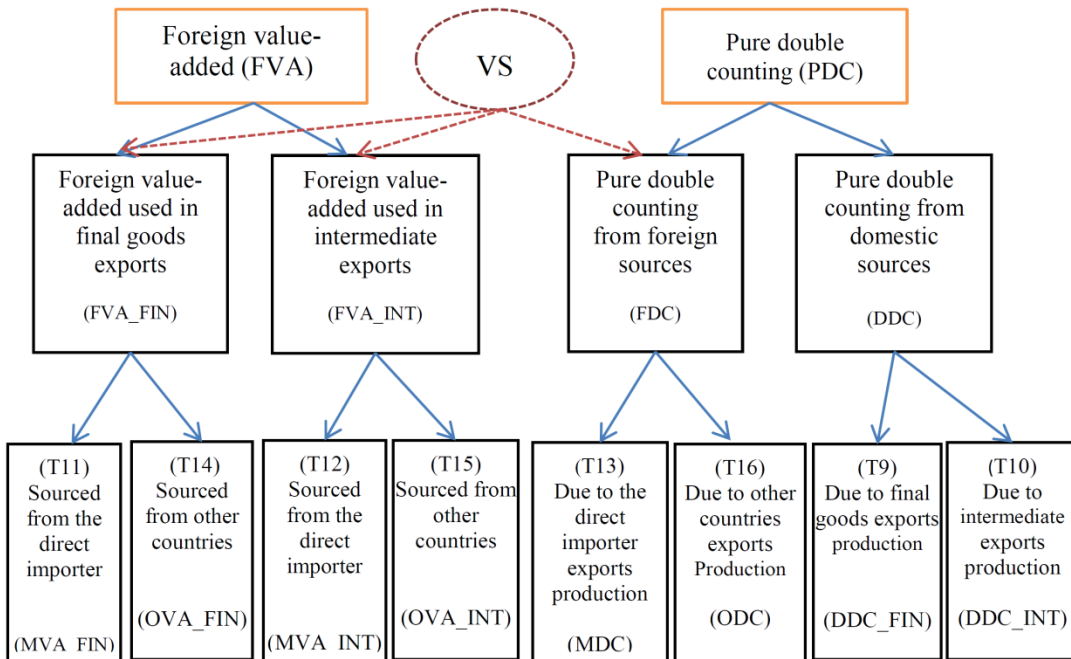 Foreign value-
added (FVA)
VS
Pure double
counting (PDC)
Foreign value-
added used in
final goods
exports
(FVA_FIN)
Foreign value-
added used in
intermediate
exports
(FVA_INT)
Pure double
counting
from foreign
sources
(FDC)
Pure double
counting from
domestic
sources
(DDC)
(T11)
Sourced
from the
direct
importer
(MVA_FIN)
(T14)
Sourced
from other
countries
(OVA_FIN)
(T12)
Sourced
from the
direct
importer
(MVA_INT)
(T15)
Sourced from
other
countries
(OVA_INT)
(T13)
Due to the
direct
importer
exports
production
(MDC)
(T16)
Due to other
countries
exports
Production
(ODC)
(T9)
Due to final
goods exports
production
(DDC_FIN)
(T10)
Due to
intermediate
exports
production
(DDC_INT)